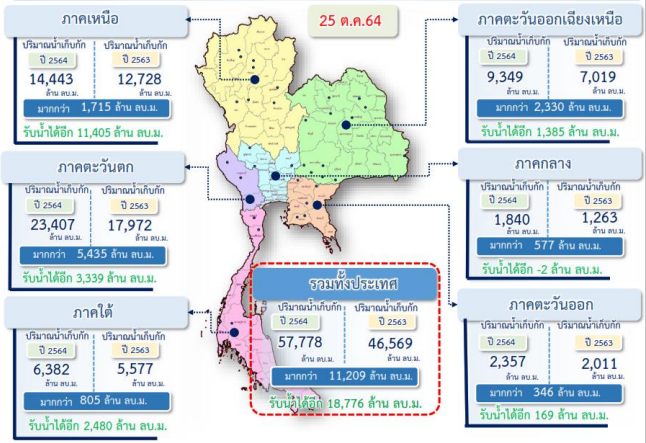 25 ต.ค.64
ภาคเหนือ
ปริมาณน้ำเก็บกัก ปริมาณน้ำเก็บกัก
ปี 2564 ปี 2563
14,443 12,728
ล้าน ลบ.ม. ล้าน ลบ.ม.
มากกว่า 1,715 ล้าน ลบ.ม.
รับน้ำได้อีก 11,405 ล้าน ลบ.ม.
ภาคตะวันออกเฉียงเหนือ
ปริมาณน้ำเก็บกัก ปริมาณน้ำเก็บกัก
ปี 2564 ปี 2563
9,349 7,019
ล้าน ลบ.ม. ล้าน ลบ.ม.
มากกว่า 2,330 ล้าน ลบ.ม.
รับน้ำได้อีก 1,385 ล้าน ลบ.ม.
ภาคตะวันตก
ปริมาณน้ำเก็บกัก ปริมาณน้ำเก็บกัก
ปี 2564 ปี 2563
23,407 17,972
ล้าน ลบ.ม. ล้าน ลบ.ม.
มากกว่า 5,435 ล้าน ลบ.ม.
รับน้ำได้อีก 3,339 ล้าน ลบ.ม.
ภาคกลาง
ปริมาณน้ำเก็บกัก ปริมาณน้ำเก็บกัก
ปี 2564 ปี 2563
1,840 1,263
ล้าน ลบ.ม. ล้าน ลบ.ม.
มากกว่า 577 ล้าน ลบ.ม.
รับน้ำได้อีก -2 ล้าน ลบ.ม.
ภาคใต้
ปริมาณน้ำเก็บกัก ปริมาณน้ำเก็บกัก
ปี 2564 ปี 2563
6,382 5,577
ล้าน ลบ.ม. ล้าน ลบ.ม.
มากกว่า 805 ล้าน ลบ.ม.
รับน้ำได้อีก 2,480 ล้าน ลบ.ม.
รวมทั้งประเทศ
ปริมาณน้ำเก็บกัก ปริมาณน้ำเก็บกัก
ปี 2564 ปี 2563
57,778 46,569
ล้าน ลบ.ม. ล้าน ลบ.ม.
มากกว่า 11,209 ล้าน ลบ.ม.
รับน้ำได้อีก 18,776 ล้าน ลบ.ม.
ภาคตะวันออก
ปริมาณน้ำเก็บกัก ปริมาณน้ำเก็บกัก
ปี 2564 ปี 2563
2,357 2,011
ล้าน ลบ.ม. ล้าน ลบ.ม.
มากกว่า 346 ล้าน ลบ.ม.
รับน้ำได้อีก 169 ล้าน ลบ.ม.